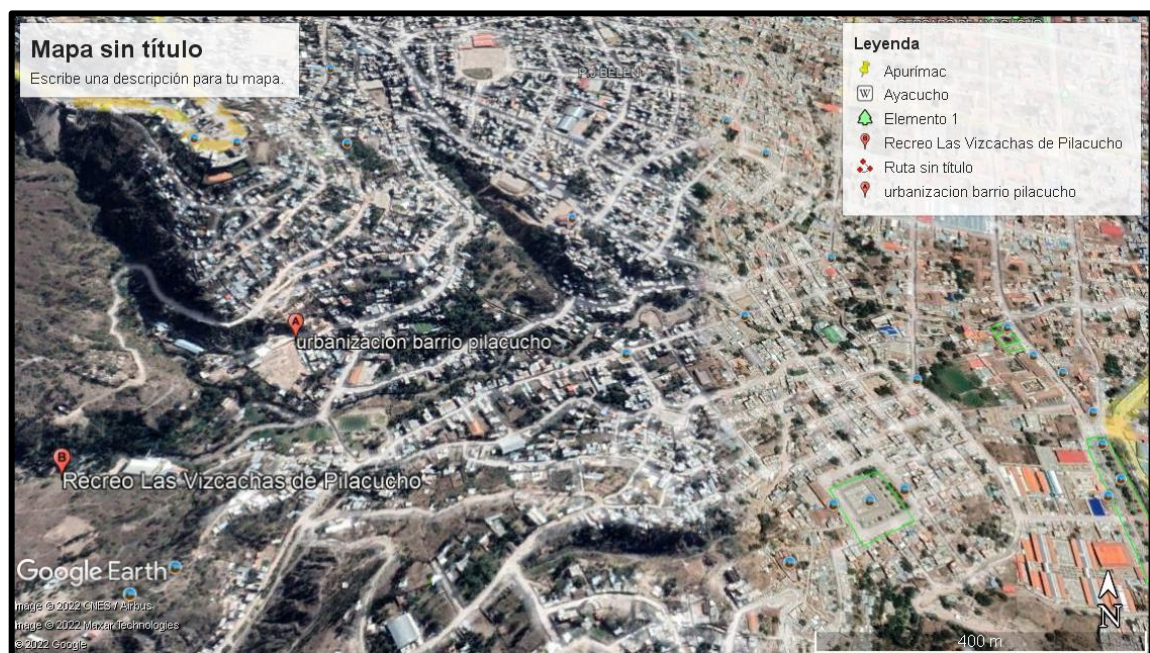 Mapa sin título
Escribe una descripción para tu mapa.
P.J BELEN
Leyenda
Apurímac
W Ayacucho
Elemento 1
B Recreo Las Vizcachas de Pilacucho
Ruta sin título
A urbanizacion barrio pilacucho
A
urbanizacion barrio pilacucho
B
Recreo Las Vizcachas de Pilacucho
Google Earth
Image © 2022 CNES / Airbus
Image © 2022 Maxar Technologies
© 2022 Google
N
400 m